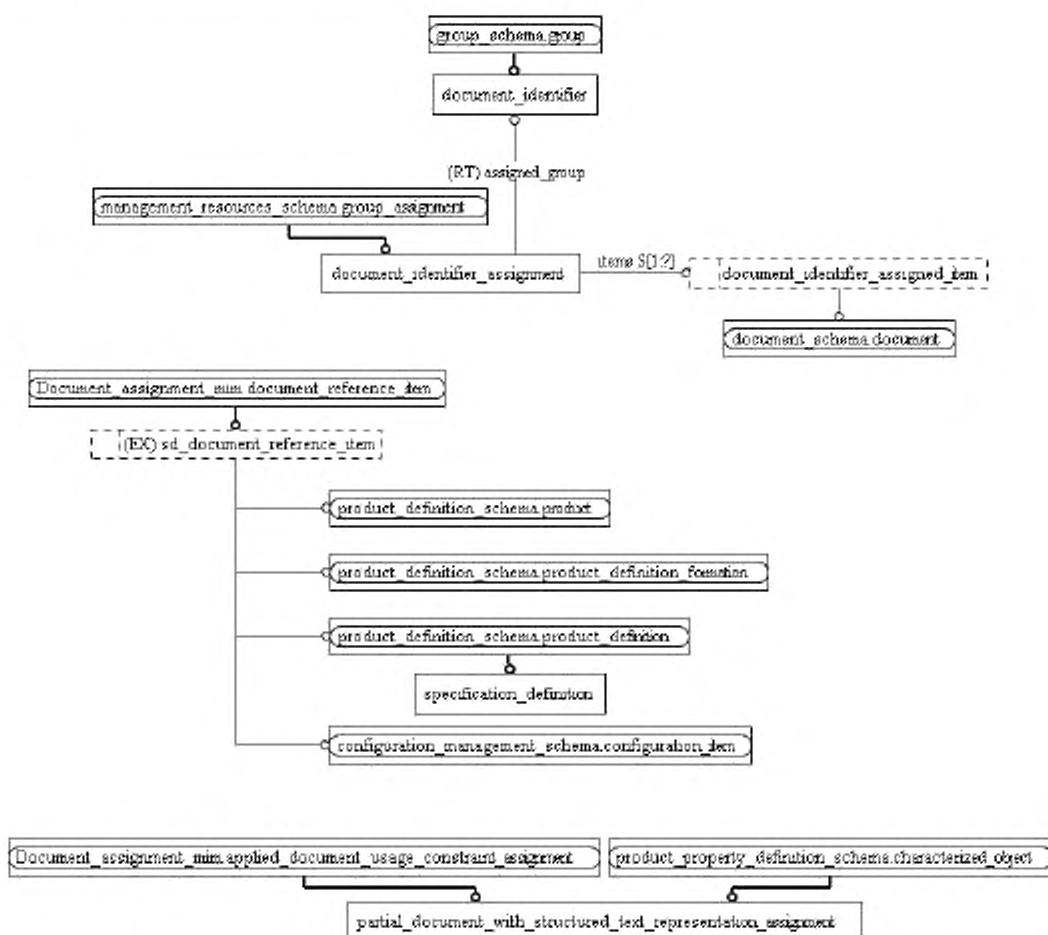 group_schema.group
document_identifier
(RT) assigned_group
management_resources_schema.group_assignment
document_identifier_assignment
items S[1:?]
document_identifier_assigned_item
document_schema.document
Document_assignment_mim.document_reference_item
(EX) sd_document_reference_item
product_definition_schema.product
product_definition_schema.product_definition_formation
product_definition_schema.product_definition
specification_definition
configuration_management_schema.configuration_item
Document_assignment_mim.applied_document_usage_constraint_assignment
product_property_definition_schema.characterized_object
partial_document_with_structured_text_representation_assignment